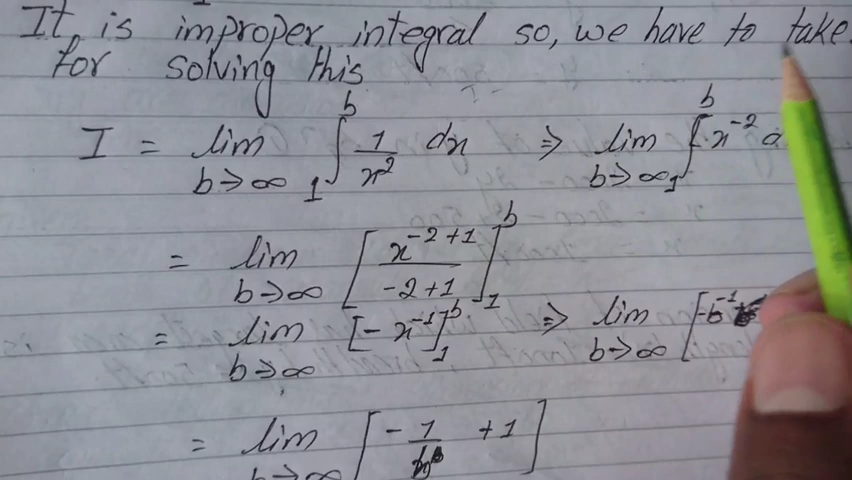 It is improper integral so, we have to take
for solving this
I = lim b→∞ ∫₁ᵇ 1/x² dx ⇒ lim b→∞ ∫₁ᵇ x⁻² d
= lim b→∞ [x⁻²⁺¹/-2+1]₁ᵇ
= lim b→∞ [-x⁻¹]₁ᵇ ⇒ lim b→∞ [-b⁻¹
= lim b→∞ [-1/b +1]